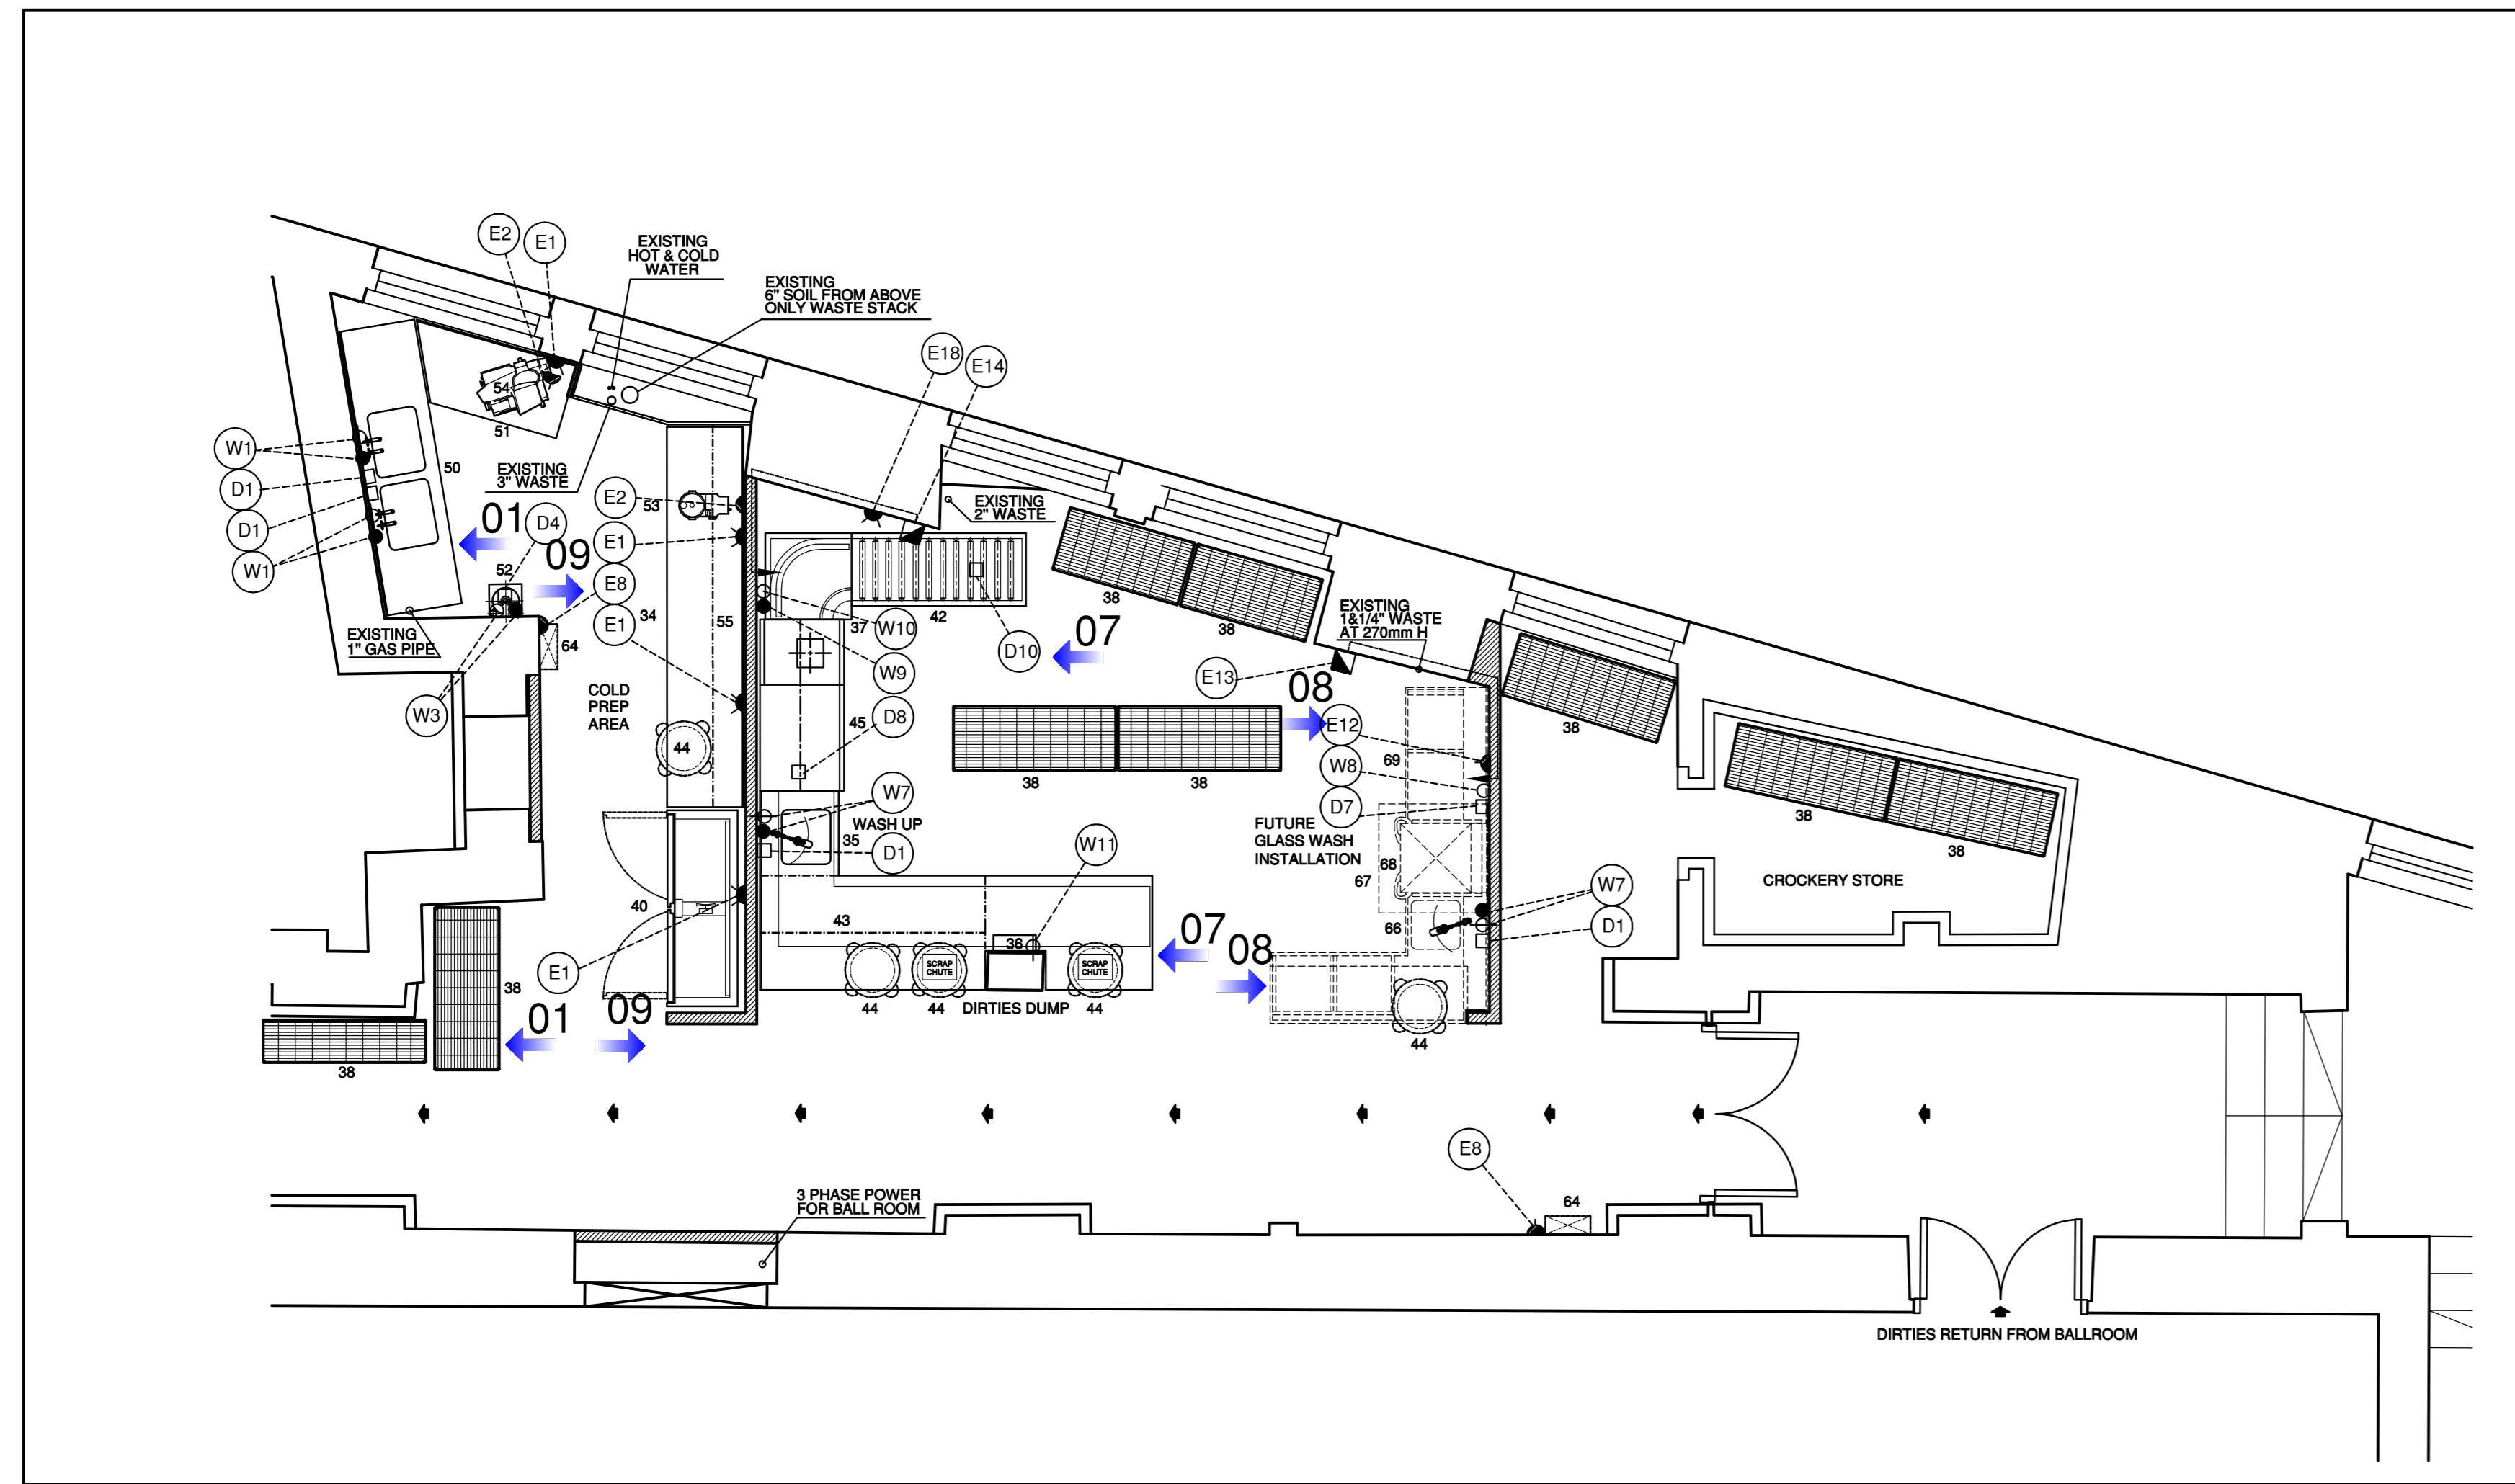 E2
E1
EXISTING
HOT & COLD
WATER
EXISTING
6" SOIL FROM ABOVE
ONLY WASTE STACK
E18
E14
54
51
W1
50
D1
EXISTING
3" WASTE
D1
W1
01
D4
09
52
E2
53
E1
E8
E1
34
55
EXISTING
2" WASTE
EXISTING
1" GAS PIPE
64
W3
COLD
PREP
AREA
44
37
W10
42
W9
D10
07
38
38
EXISTING
1&1/4" WASTE
AT 270mm H
E13
08
38
45
D8
38
38
E12
69
W8
D7
38
38
W7
WASH UP
35
D1
W11
FUTURE
GLASS WASH
INSTALLATION
68
67
CROCKERY STORE
W7
66
D1
40
43
36
SCRAP
CHUTE
SCRAP
CHUTE
07
08
E1
38
44
44
DIRTIES DUMP
44
44
01
09
38
E8
64
3 PHASE POWER
FOR BALL ROOM
DIRTIES RETURN FROM BALLROOM